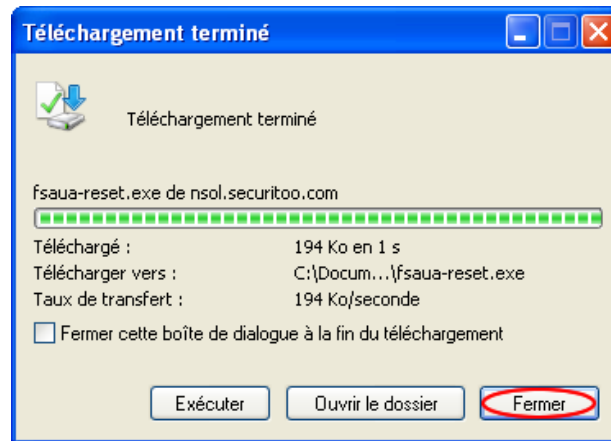 Téléchargement terminé
Téléchargement terminé
fsaua-reset.exe de nsol.securitoo.com
Téléchargé : 194 Ko en 1 s
Télécharger vers : C:\Docum...\fsaua-reset.exe
Taux de transfert : 194 Ko/seconde
Fermer cette boîte de dialogue à la fin du téléchargement
Exécuter Ouvrir le dossier Fermer